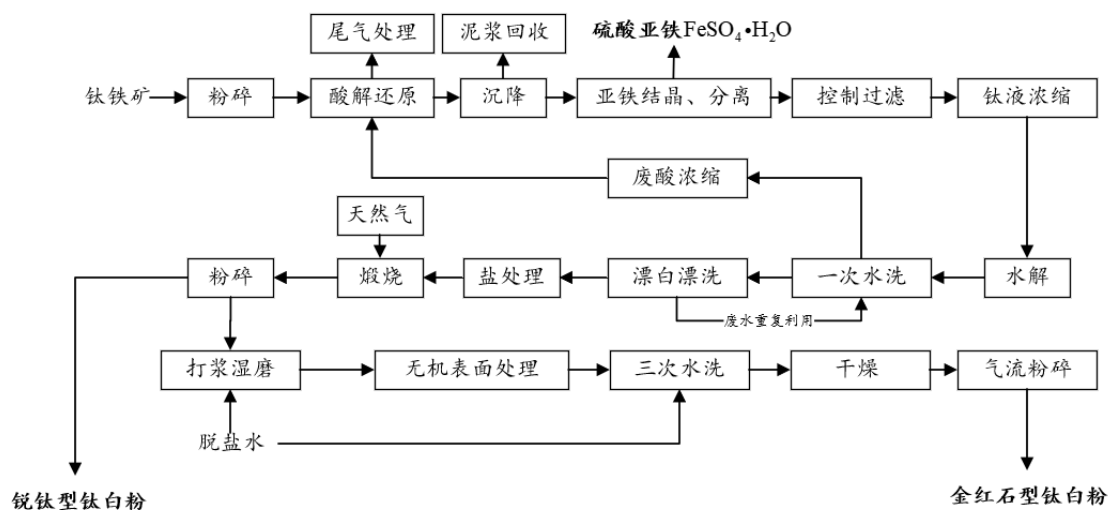 尾气处理
泥浆回收
硫酸亚铁FeSO₄•H₂O
钛铁矿
粉碎
酸解还原
沉降
亚铁结晶、分离
控制过滤
钛液浓缩
废酸浓缩
天然气
粉碎
煅烧
盐处理
漂白漂洗
一次水洗
水解
废水重复利用
打浆湿磨
无机表面处理
三次水洗
干燥
气流粉碎
脱盐水
锐钛型钛白粉
金红石型钛白粉